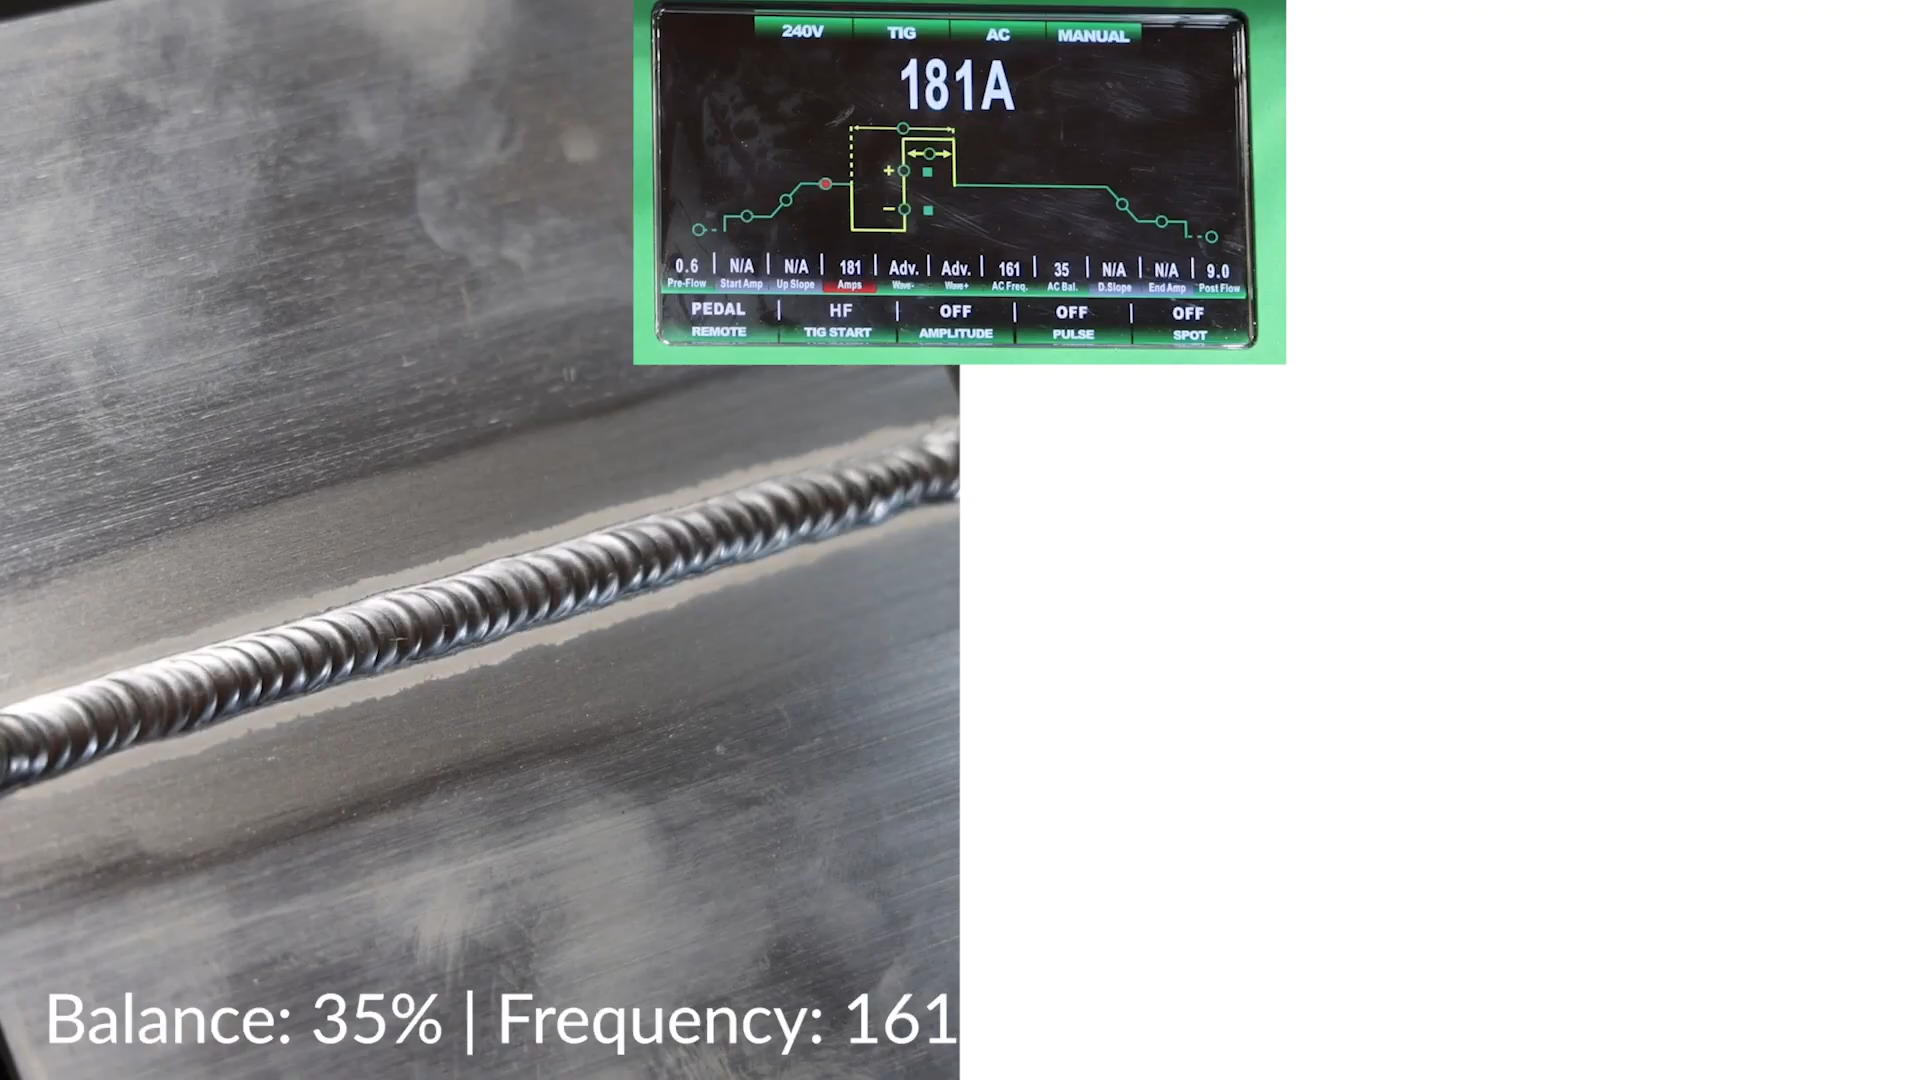 240V TIG AC MANUAL
181A
+
−
0.6 | N/A | N/A | 181 | Adv. | Adv. | 161 | 35 | N/A | N/A | 9.0
Pre-Flow Start Amp Up Slope Amps Wave- Wave+ AC Freq. AC Bal. D.Slope End Amp Post Flow
PEDAL | HF | OFF | OFF | OFF
REMOTE TIG START AMPLITUDE PULSE SPOT
Balance: 35% | Frequency: 161